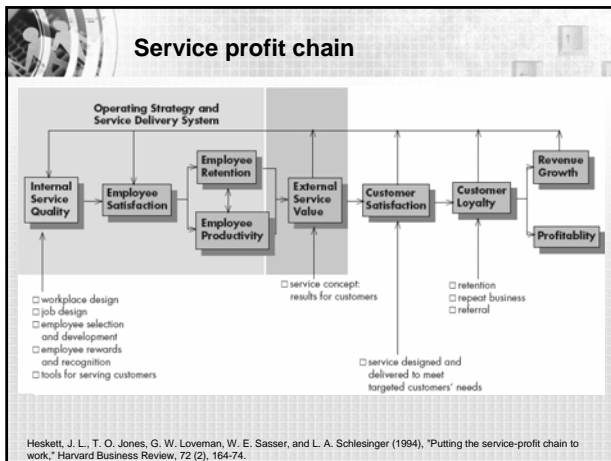 Service profit chain
Operating Strategy and
Service Delivery System
Internal
Service
Quality
Employee
Satisfaction
Employee
Retention
Employee
Productivity
External
Service
Value
Customer
Satisfaction
Customer
Loyalty
Revenue
Growth
Profitablity
□ workplace design
□ job design
□ employee selection
and development
□ employee rewards
and recognition
□ tools for serving customers
□ service concept:
results for customers
□ service designed and
delivered to meet
targeted customers' needs
□ retention
□ repeat business
□ referral
Heskett, J. L., T. O. Jones, G. W. Loveman, W. E. Sasser, and L. A. Schlesinger (1994), "Putting the service-profit chain to
work," Harvard Business Review, 72 (2), 164-74.